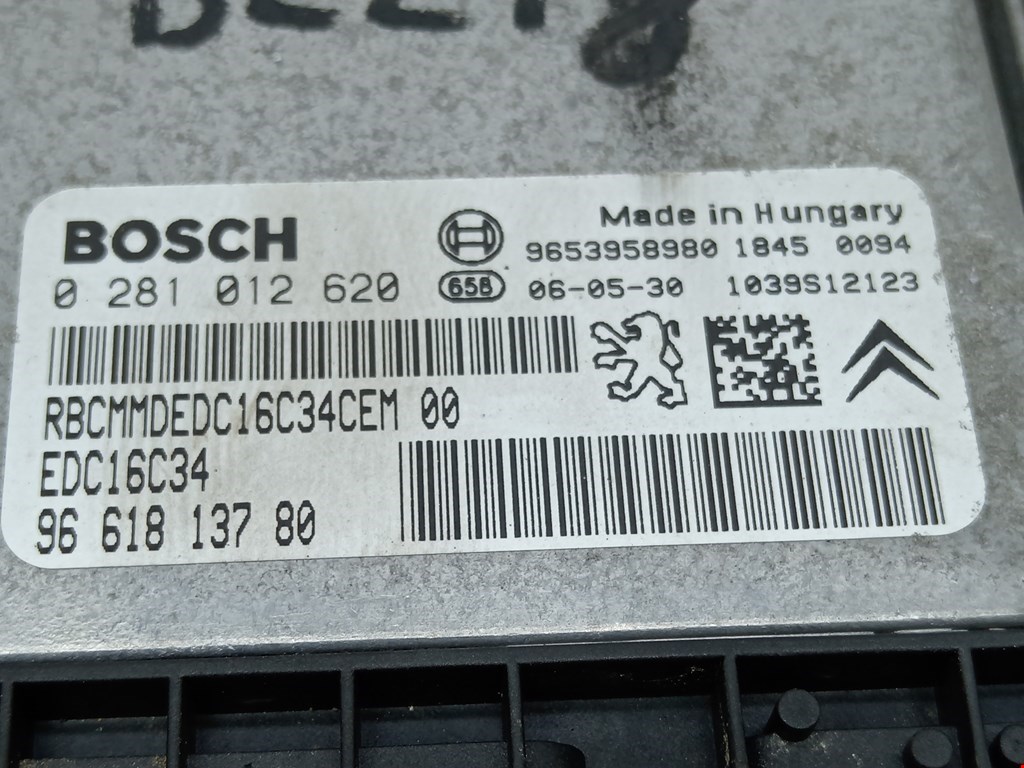 BOSCH
Made in Hungary
9653958980 1845 0094
0 281 012 620
658
06-05-30 1039S12123
RBCMMDEDC16C34CEM 00
EDC16C34
96 618 137 80